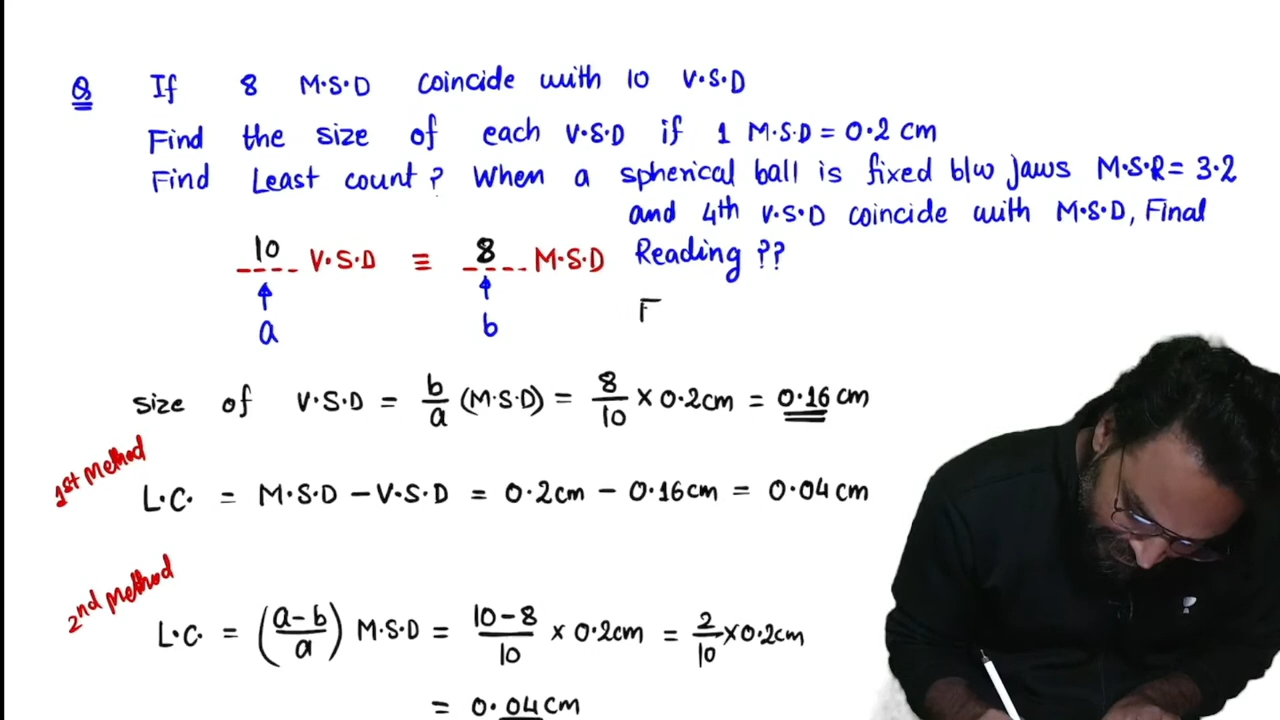 Q If 8 M.S.D coincide with 10 V.S.D
Find the size of each V.S.D if 1 M.S.D = 0.2 cm
Find Least count? When a spherical ball is fixed b/w jaws M.S.R = 3.2
and 4th V.S.D coincide with M.S.D, Final
Reading ??
10 V.S.D ≡ 8 M.S.D
a b
F
Size of V.S.D = b/a (M.S.D) = 8/10 × 0.2cm = 0.16 cm
1st Method
L.C. = M.S.D - V.S.D = 0.2cm - 0.16cm = 0.04 cm
2nd Method
L.C. = (a-b/a) M.S.D = 10-8/10 × 0.2cm = 2/10 × 0.2cm
= 0.04 cm